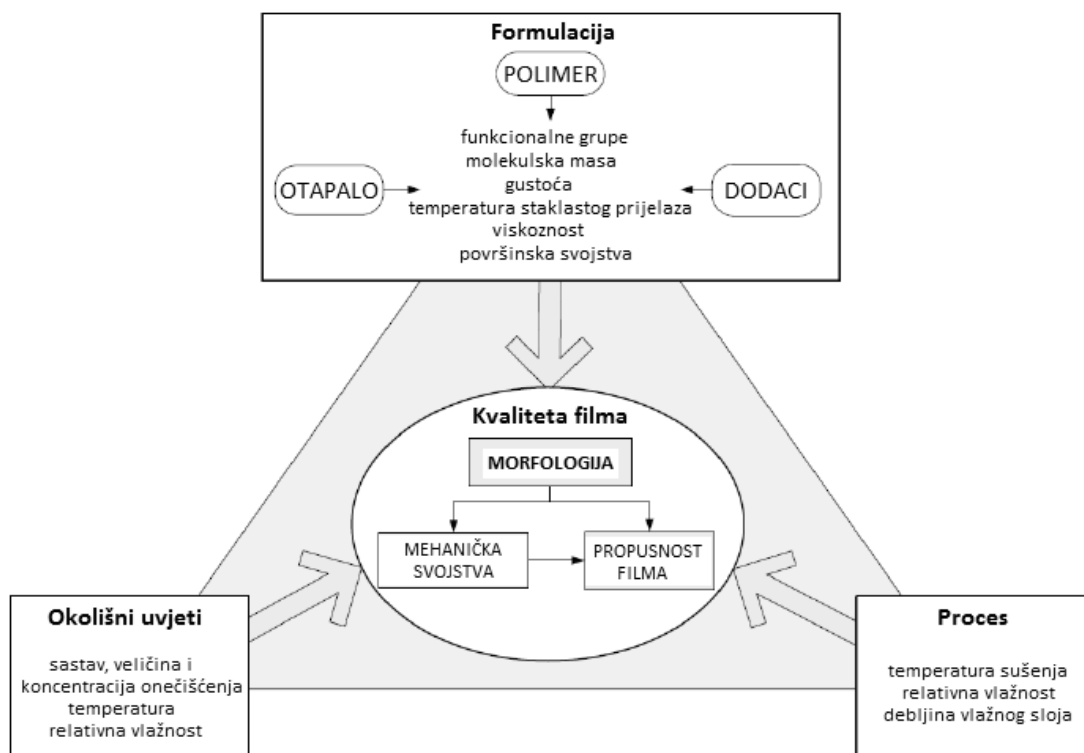 Formulacija
POLIMER
funkcionalne grupe
molekulska masa
gustoća
OTAPALO
DODACI
temperatura staklastog prijelaza
viskoznost
površinska svojstva
Kvaliteta filma
MORFOLOGIJA
MEHANIČKA
SVOJSTVA
PROPUSNOST
FILMA
Okolišni uvjeti
sastav, veličina i
koncentracija onečišćenja
temperatura
relativna vlažnost
Proces
temperatura sušenja
relativna vlažnost
debljina vlažnog sloja